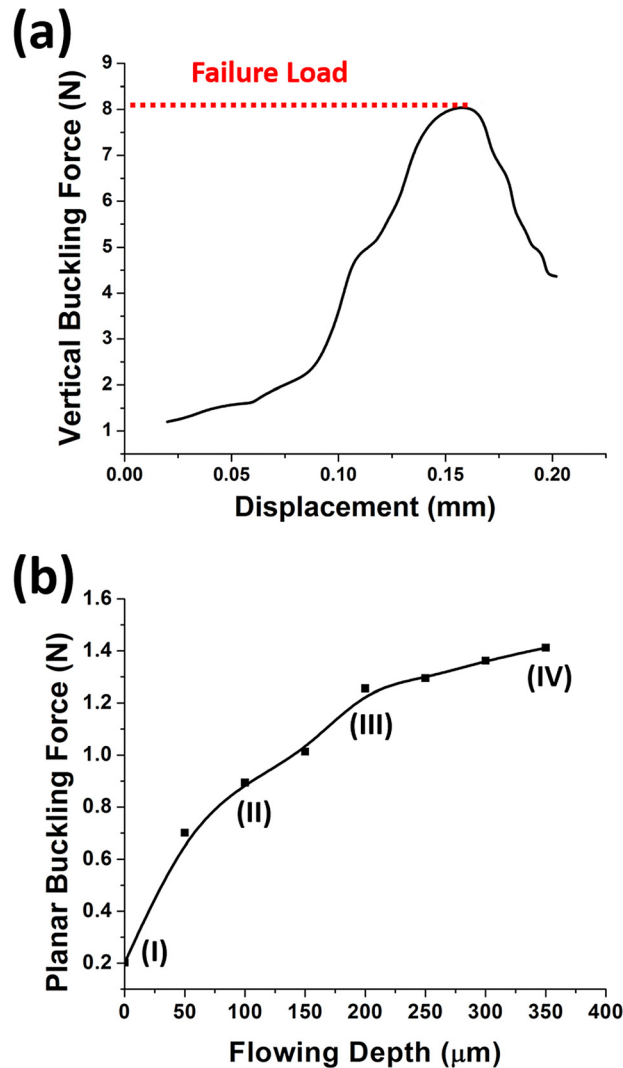 (a)
Failure Load
Vertical Buckling Force (N)
9
8
7
6
5
4
3
2
1
0.00 0.05 0.10 0.15 0.20
Displacement (mm)
(b)
Planar Buckling Force (N)
1.6
1.4
1.2
1.0
0.8
0.6
0.4
0.2
(IV)
(III)
(II)
(I)
0 50 100 150 200 250 300 350 400
Flowing Depth (μm)